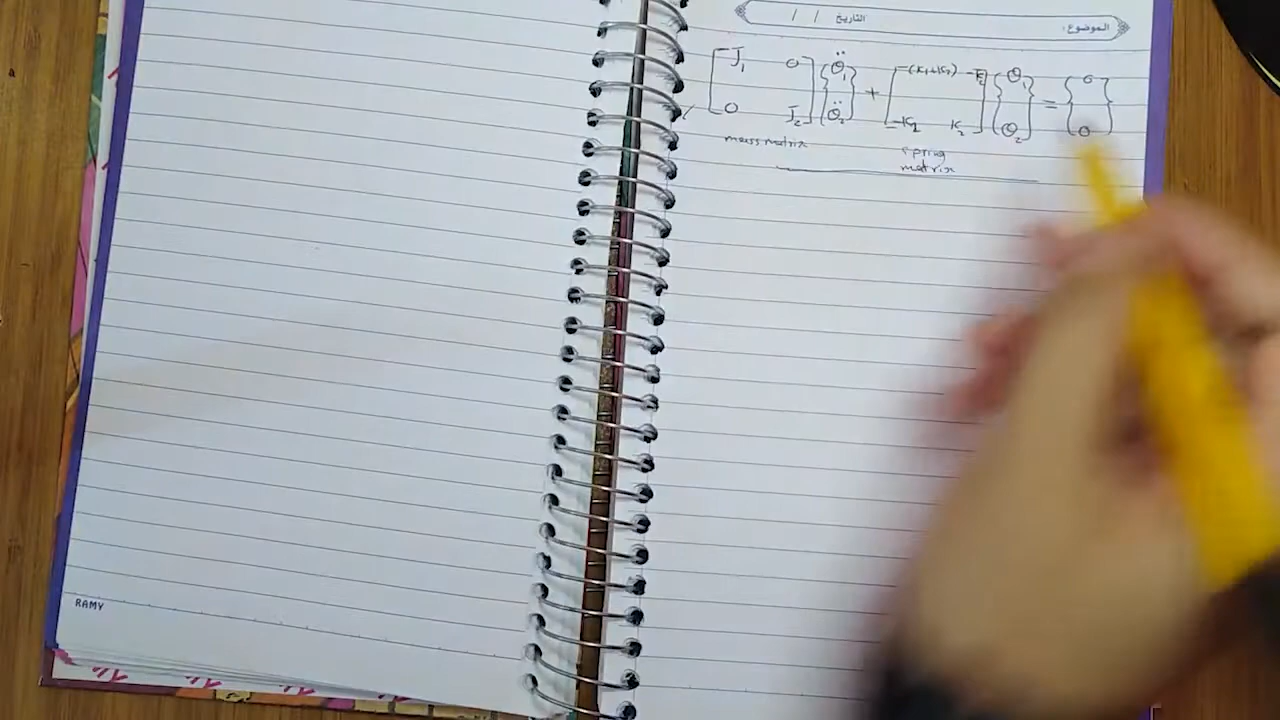 الموضوع: التاريخ / /
[J₁ 0; 0 J₂] {θ̈₁; θ̈₂} + [-(K₁+K₂) -K₂; -K₂ K₂] {θ₁; θ₂} = {0; 0}
mass matrix
spring
matrix
RAMY